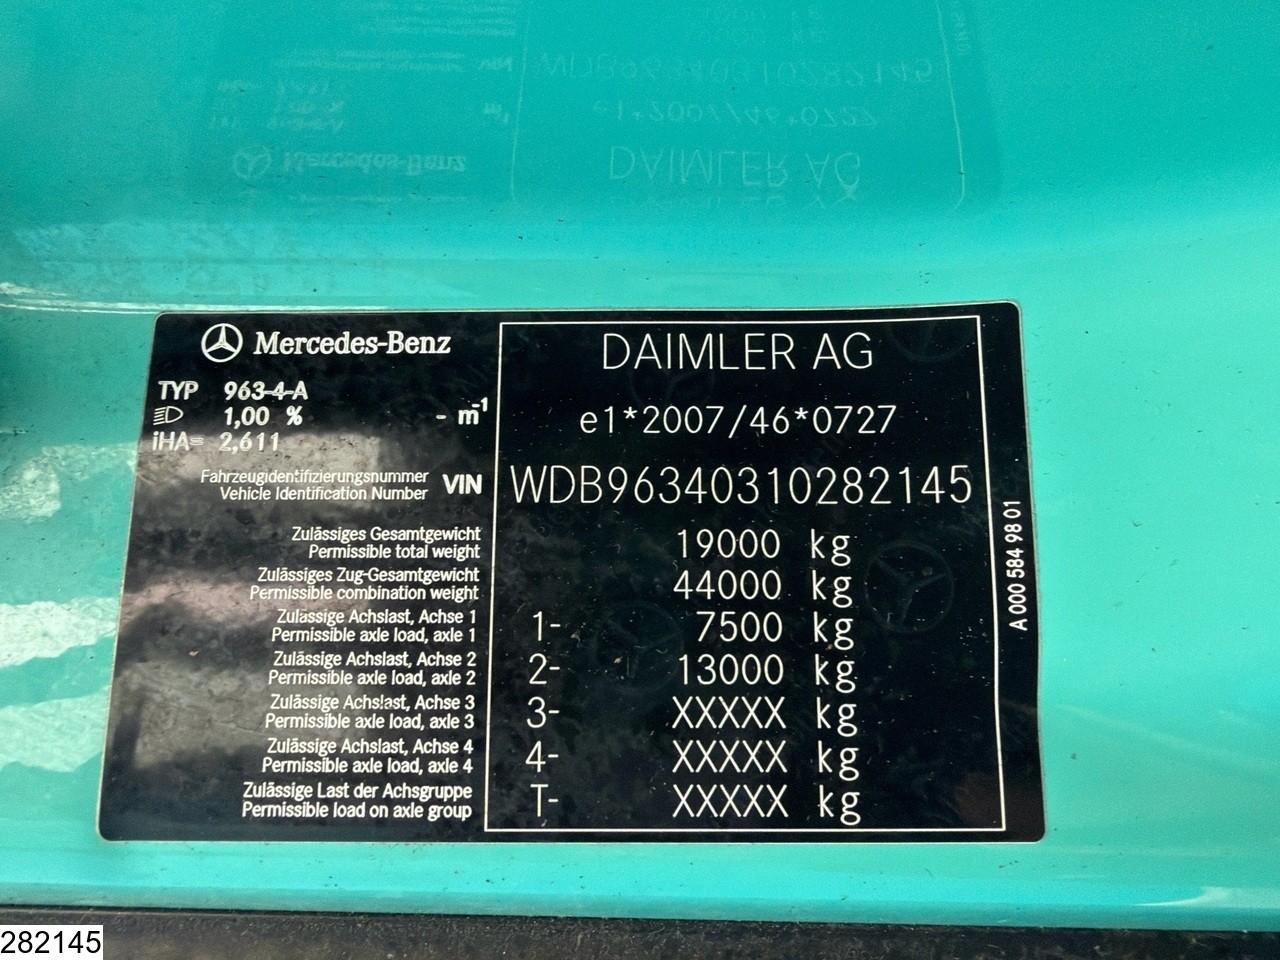 Mercedes-Benz
DAIMLER AG
TYP 963-4-A
1,00 % - m-1
iHA= 2,611
e1*2007/46*0727
Fahrzeugidentifizierungsnummer
Vehicle Identification Number VIN WDB96340310282145
Zulässiges Gesamtgewicht
Permissible total weight 19000 kg
Zulässiges Zug-Gesamtgewicht
Permissible combination weight 44000 kg
Zulässige Achslast, Achse 1
Permissible axle load, axle 1 1- 7500 kg
Zulässige Achslast, Achse 2
Permissible axle load, axle 2 2- 13000 kg
Zulässige Achslast, Achse 3
Permissible axle load, axle 3 3- XXXXX kg
Zulässige Achslast, Achse 4
Permissible axle load, axle 4 4- XXXXX kg
Zulässige Last der Achsgruppe
Permissible load on axle group T- XXXXX kg
A 000 584 98 01
282145